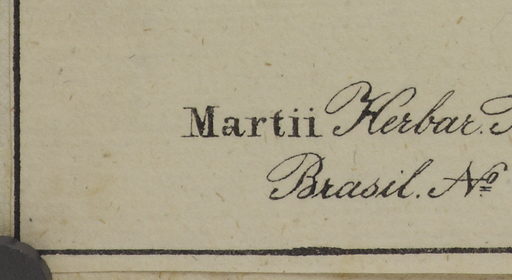 Martii Herbar.
Brasil. Nº